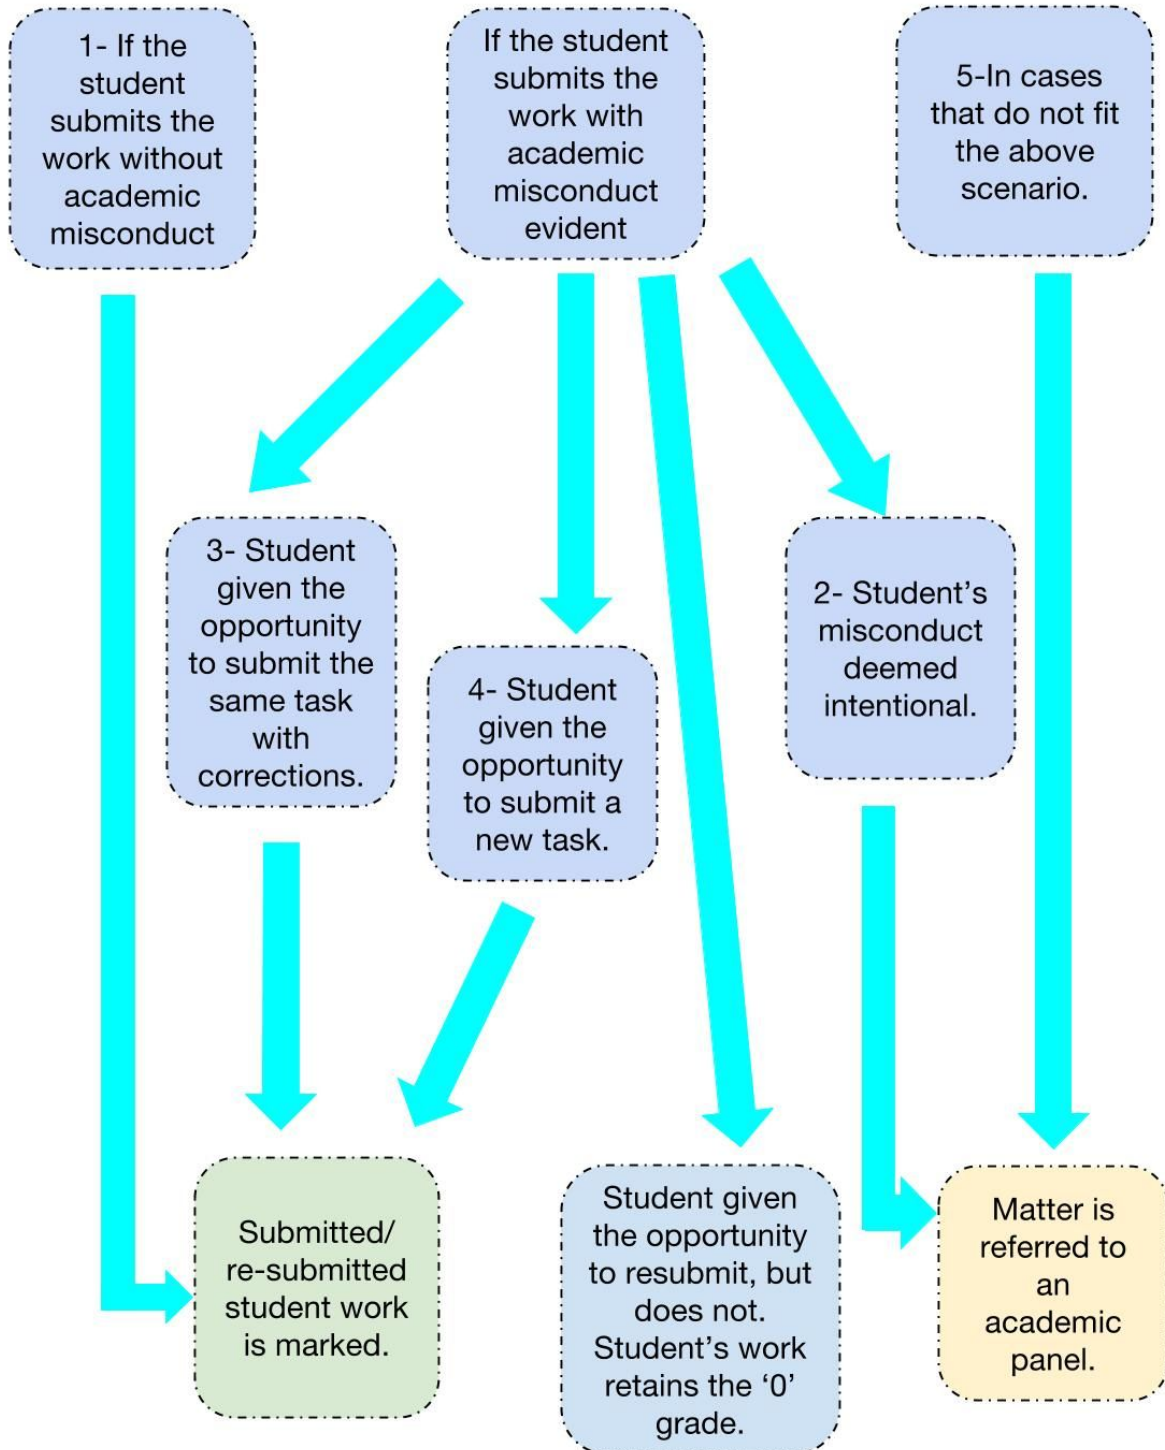 1- If the
student
submits the
work without
academic
misconduct
If the student
submits the
work with
academic
misconduct
evident
5-In cases
that do not fit
the above
scenario.
3- Student
given the
opportunity
to submit the
same task
with
corrections.
4- Student
given the
opportunity
to submit a
new task.
2- Student’s
misconduct
deemed
intentional.
Submitted/
re-submitted
student work
is marked.
Student given
the opportunity
to resubmit, but
does not.
Student’s work
retains the ‘0’
grade.
Matter is
referred to
an
academic
panel.